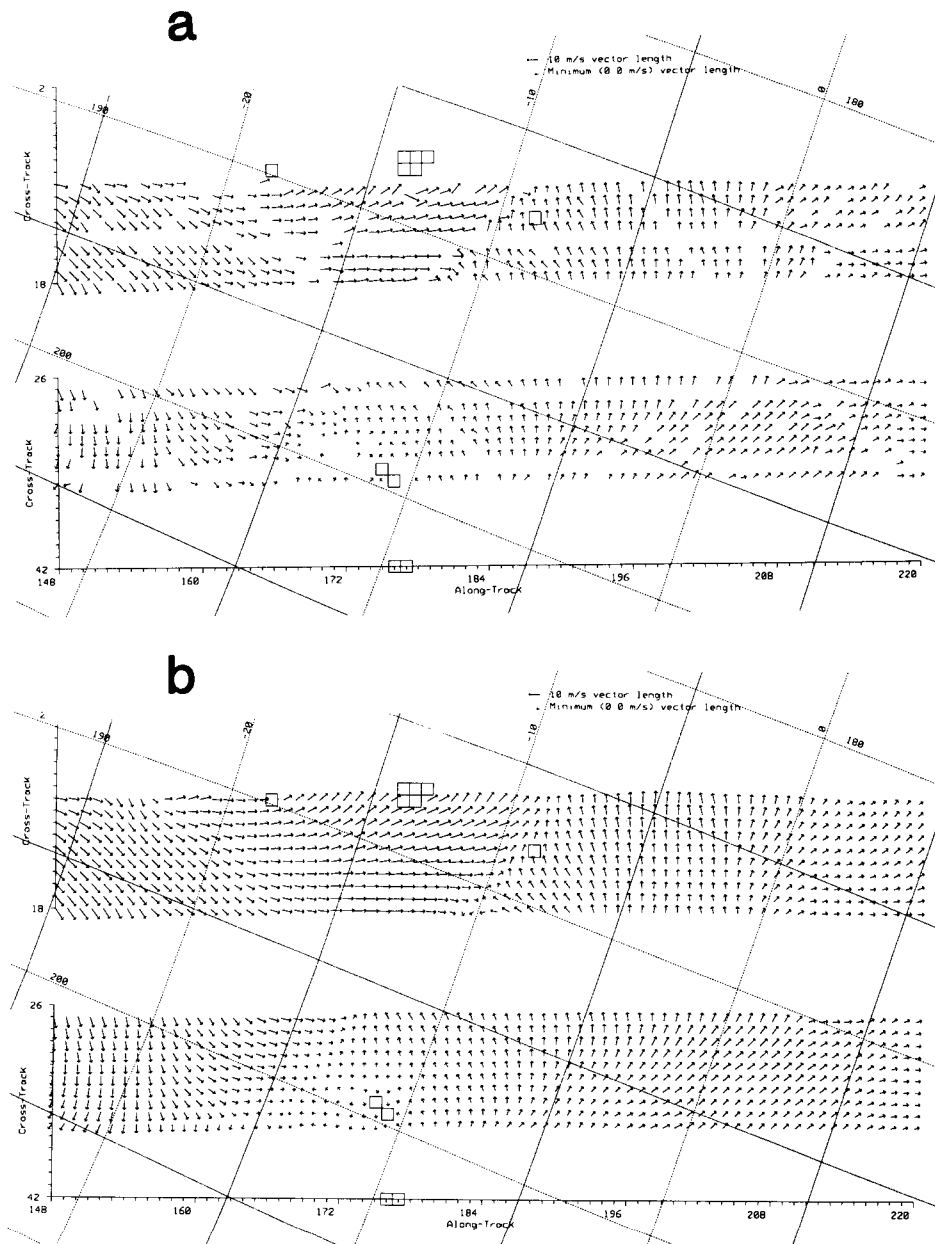 a
10 m/s vector length
Minimum (0 0 m/s) vector length
2
190
-20
-10
0
180
Cross-Track
18
200
26
Cross-Track
42
148
160
172
184
196
208
220
Along-Track
b
10 m/s vector length
Minimum (0 0 m/s) vector length
2
190
-20
-10
0
180
Cross-Track
18
200
26
Cross-Track
42
148
160
172
184
196
208
220
Along-Track